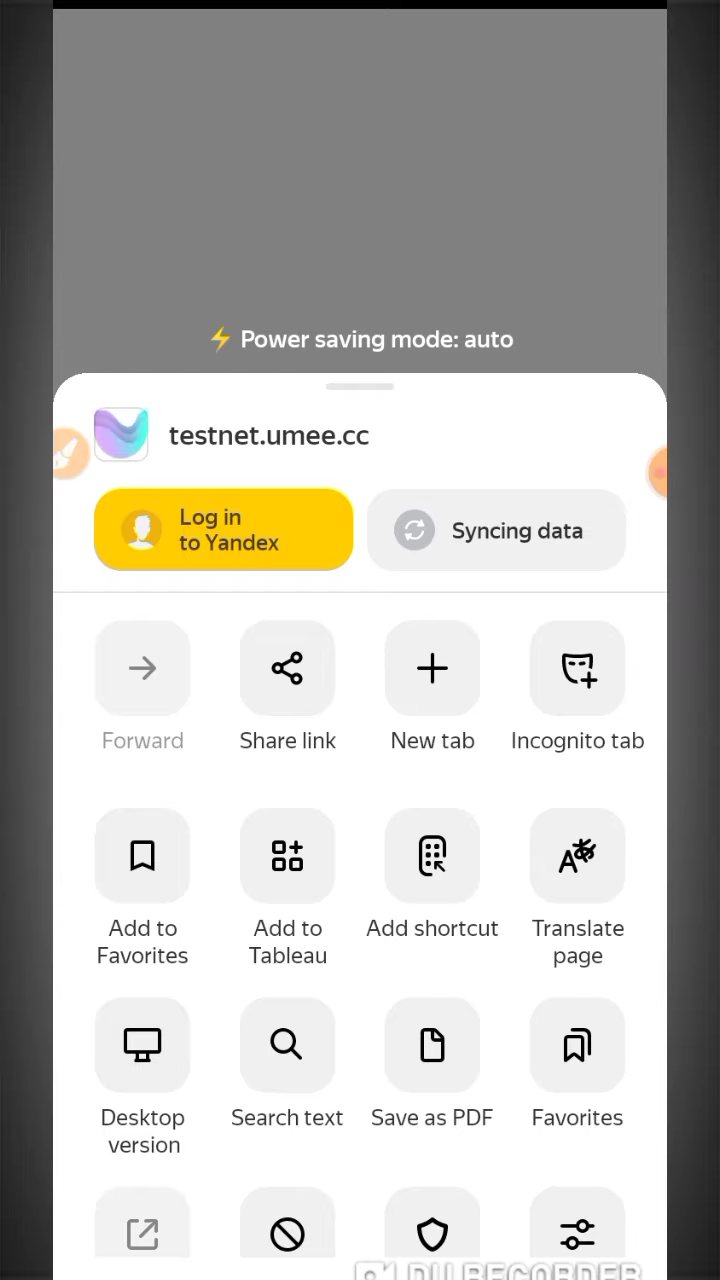 Power saving mode: auto
testnet.umee.cc
Log in
to Yandex
Syncing data
Forward
Share link
New tab
Incognito tab
Add to
Favorites
Add to
Tableau
Add shortcut
Translate
page
Desktop
version
Search text
Save as PDF
Favorites
DU RECORDER